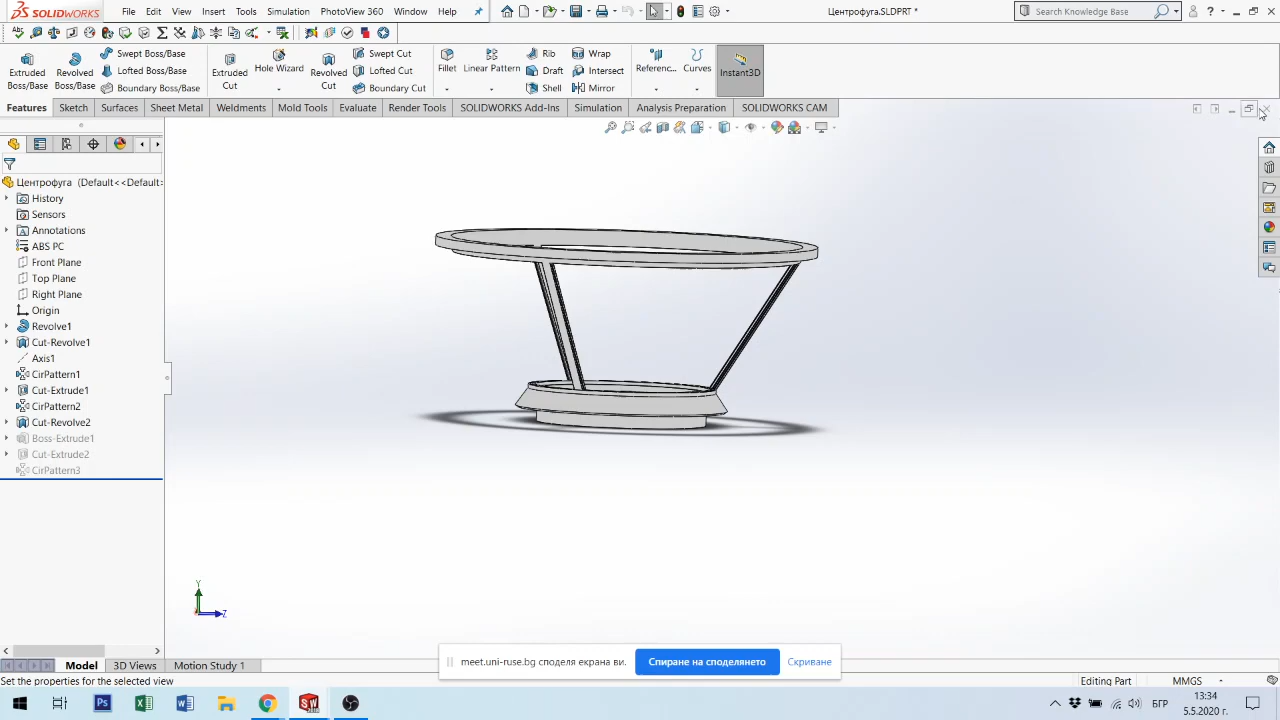 SOLIDWORKS
File Edit View Insert Tools Simulation PhotoView 360 Window Help
Центрофуга.SLDPRT *
Search Knowledge Base
Extruded Boss/Base
Revolved Boss/Base
Swept Boss/Base
Lofted Boss/Base
Boundary Boss/Base
Extruded Cut
Hole Wizard
Revolved Cut
Swept Cut
Lofted Cut
Boundary Cut
Fillet
Linear Pattern
Rib
Draft
Shell
Wrap
Intersect
Mirror
Referenc...
Curves
Instant3D
Features Sketch Surfaces Sheet Metal Weldments Mold Tools Evaluate Render Tools SOLIDWORKS Add-Ins Simulation Analysis Preparation SOLIDWORKS CAM
Центрофуга (Default<<Default>
History
Sensors
Annotations
ABS PC
Front Plane
Top Plane
Right Plane
Origin
Revolve1
Cut-Revolve1
Axis1
CirPattern1
Cut-Extrude1
CirPattern2
Cut-Revolve2
Boss-Extrude1
Cut-Extrude2
CirPattern3
Y
Z
meet.uni-ruse.bg споделя екрана ви.
Спиране на споделянето
Скриване
Model 3D Views Motion Study 1
Set the properties for the selected view
Editing Part
MMGS
БГР
13:34
5.5.2020 г.